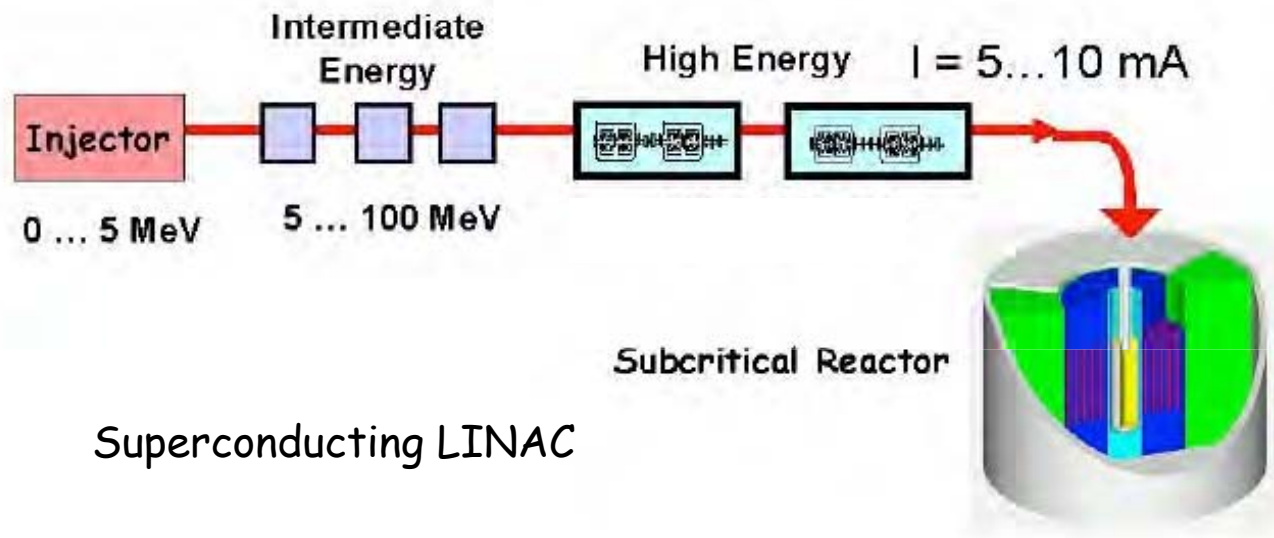 Intermediate
Energy
High Energy
I = 5...10 mA
Injector
0 ... 5 MeV
5 ... 100 MeV
Subcritical Reactor
Superconducting LINAC